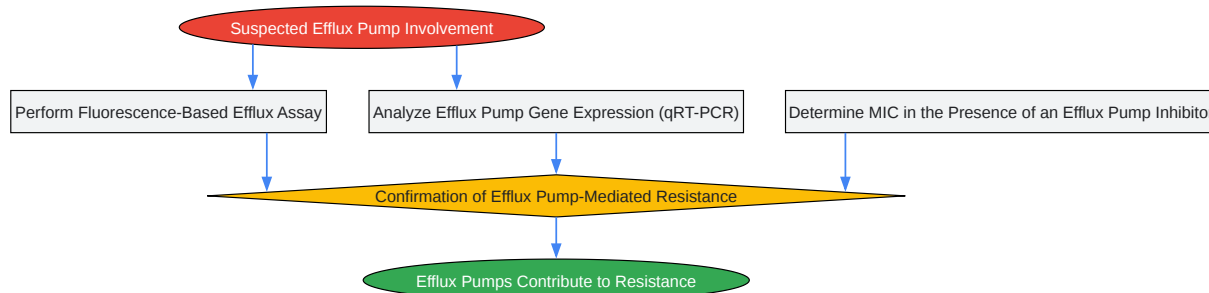 Suspected Efflux Pump Involvement
Perform Fluorescence-Based Efflux Assay
Analyze Efflux Pump Gene Expression (qRT-PCR)
Determine MIC in the Presence of an Efflux Pump Inhibito
Confirmation of Efflux Pump-Mediated Resistance
Efflux Pumps Contribute to Resistance